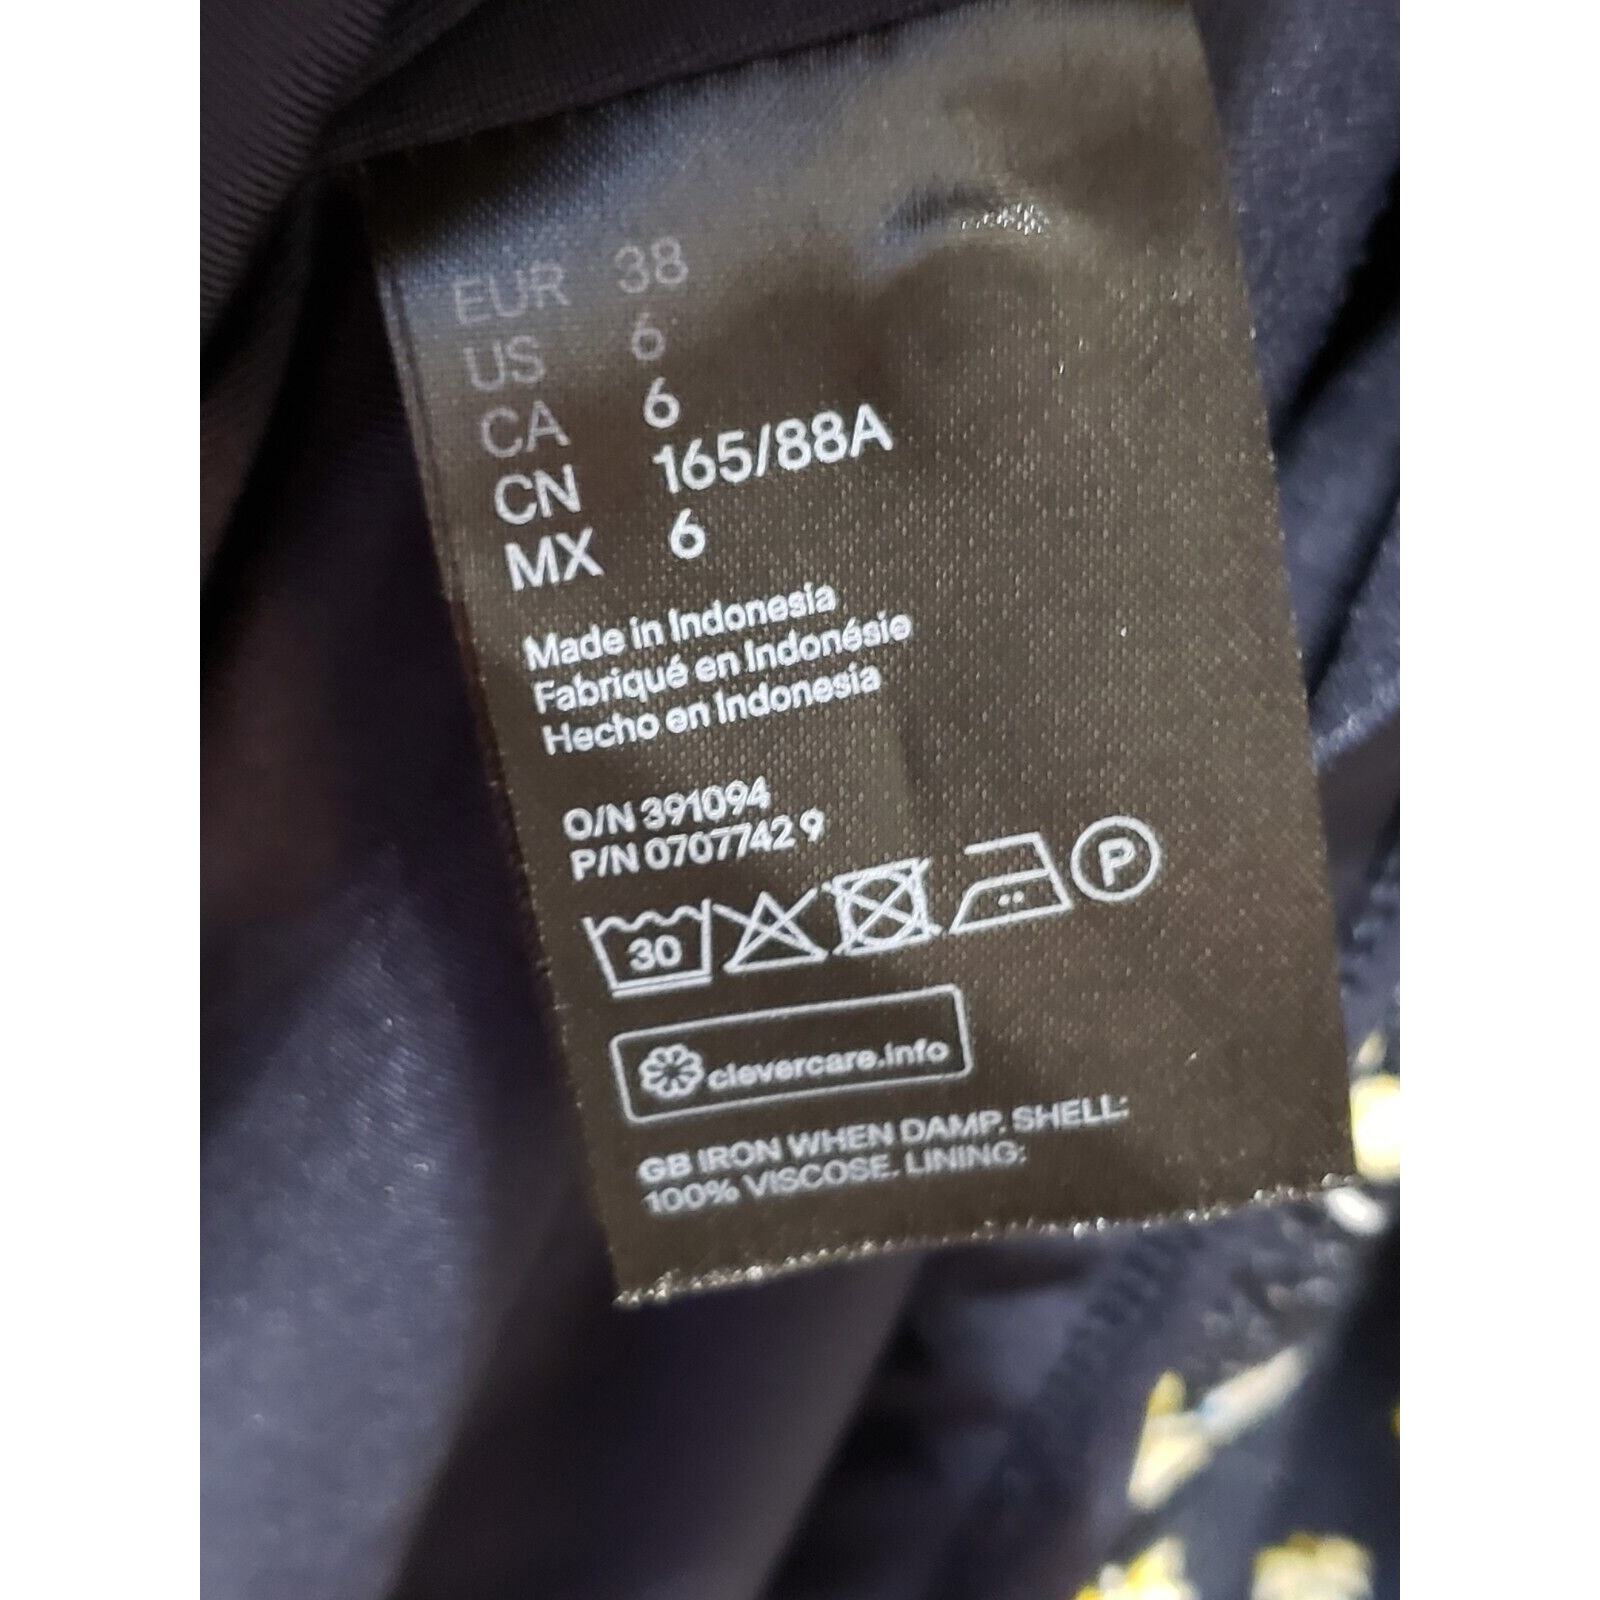 EUR 38
US 6
CA 6
CN 165/88A
MX 6
Made in Indonesia
Fabriqué en Indonésie
Hecho en Indonesia
O/N 391094
P/N 0707742 9
30 P
clevercare.info
GB IRON WHEN DAMP. SHELL:
100% VISCOSE. LINING: